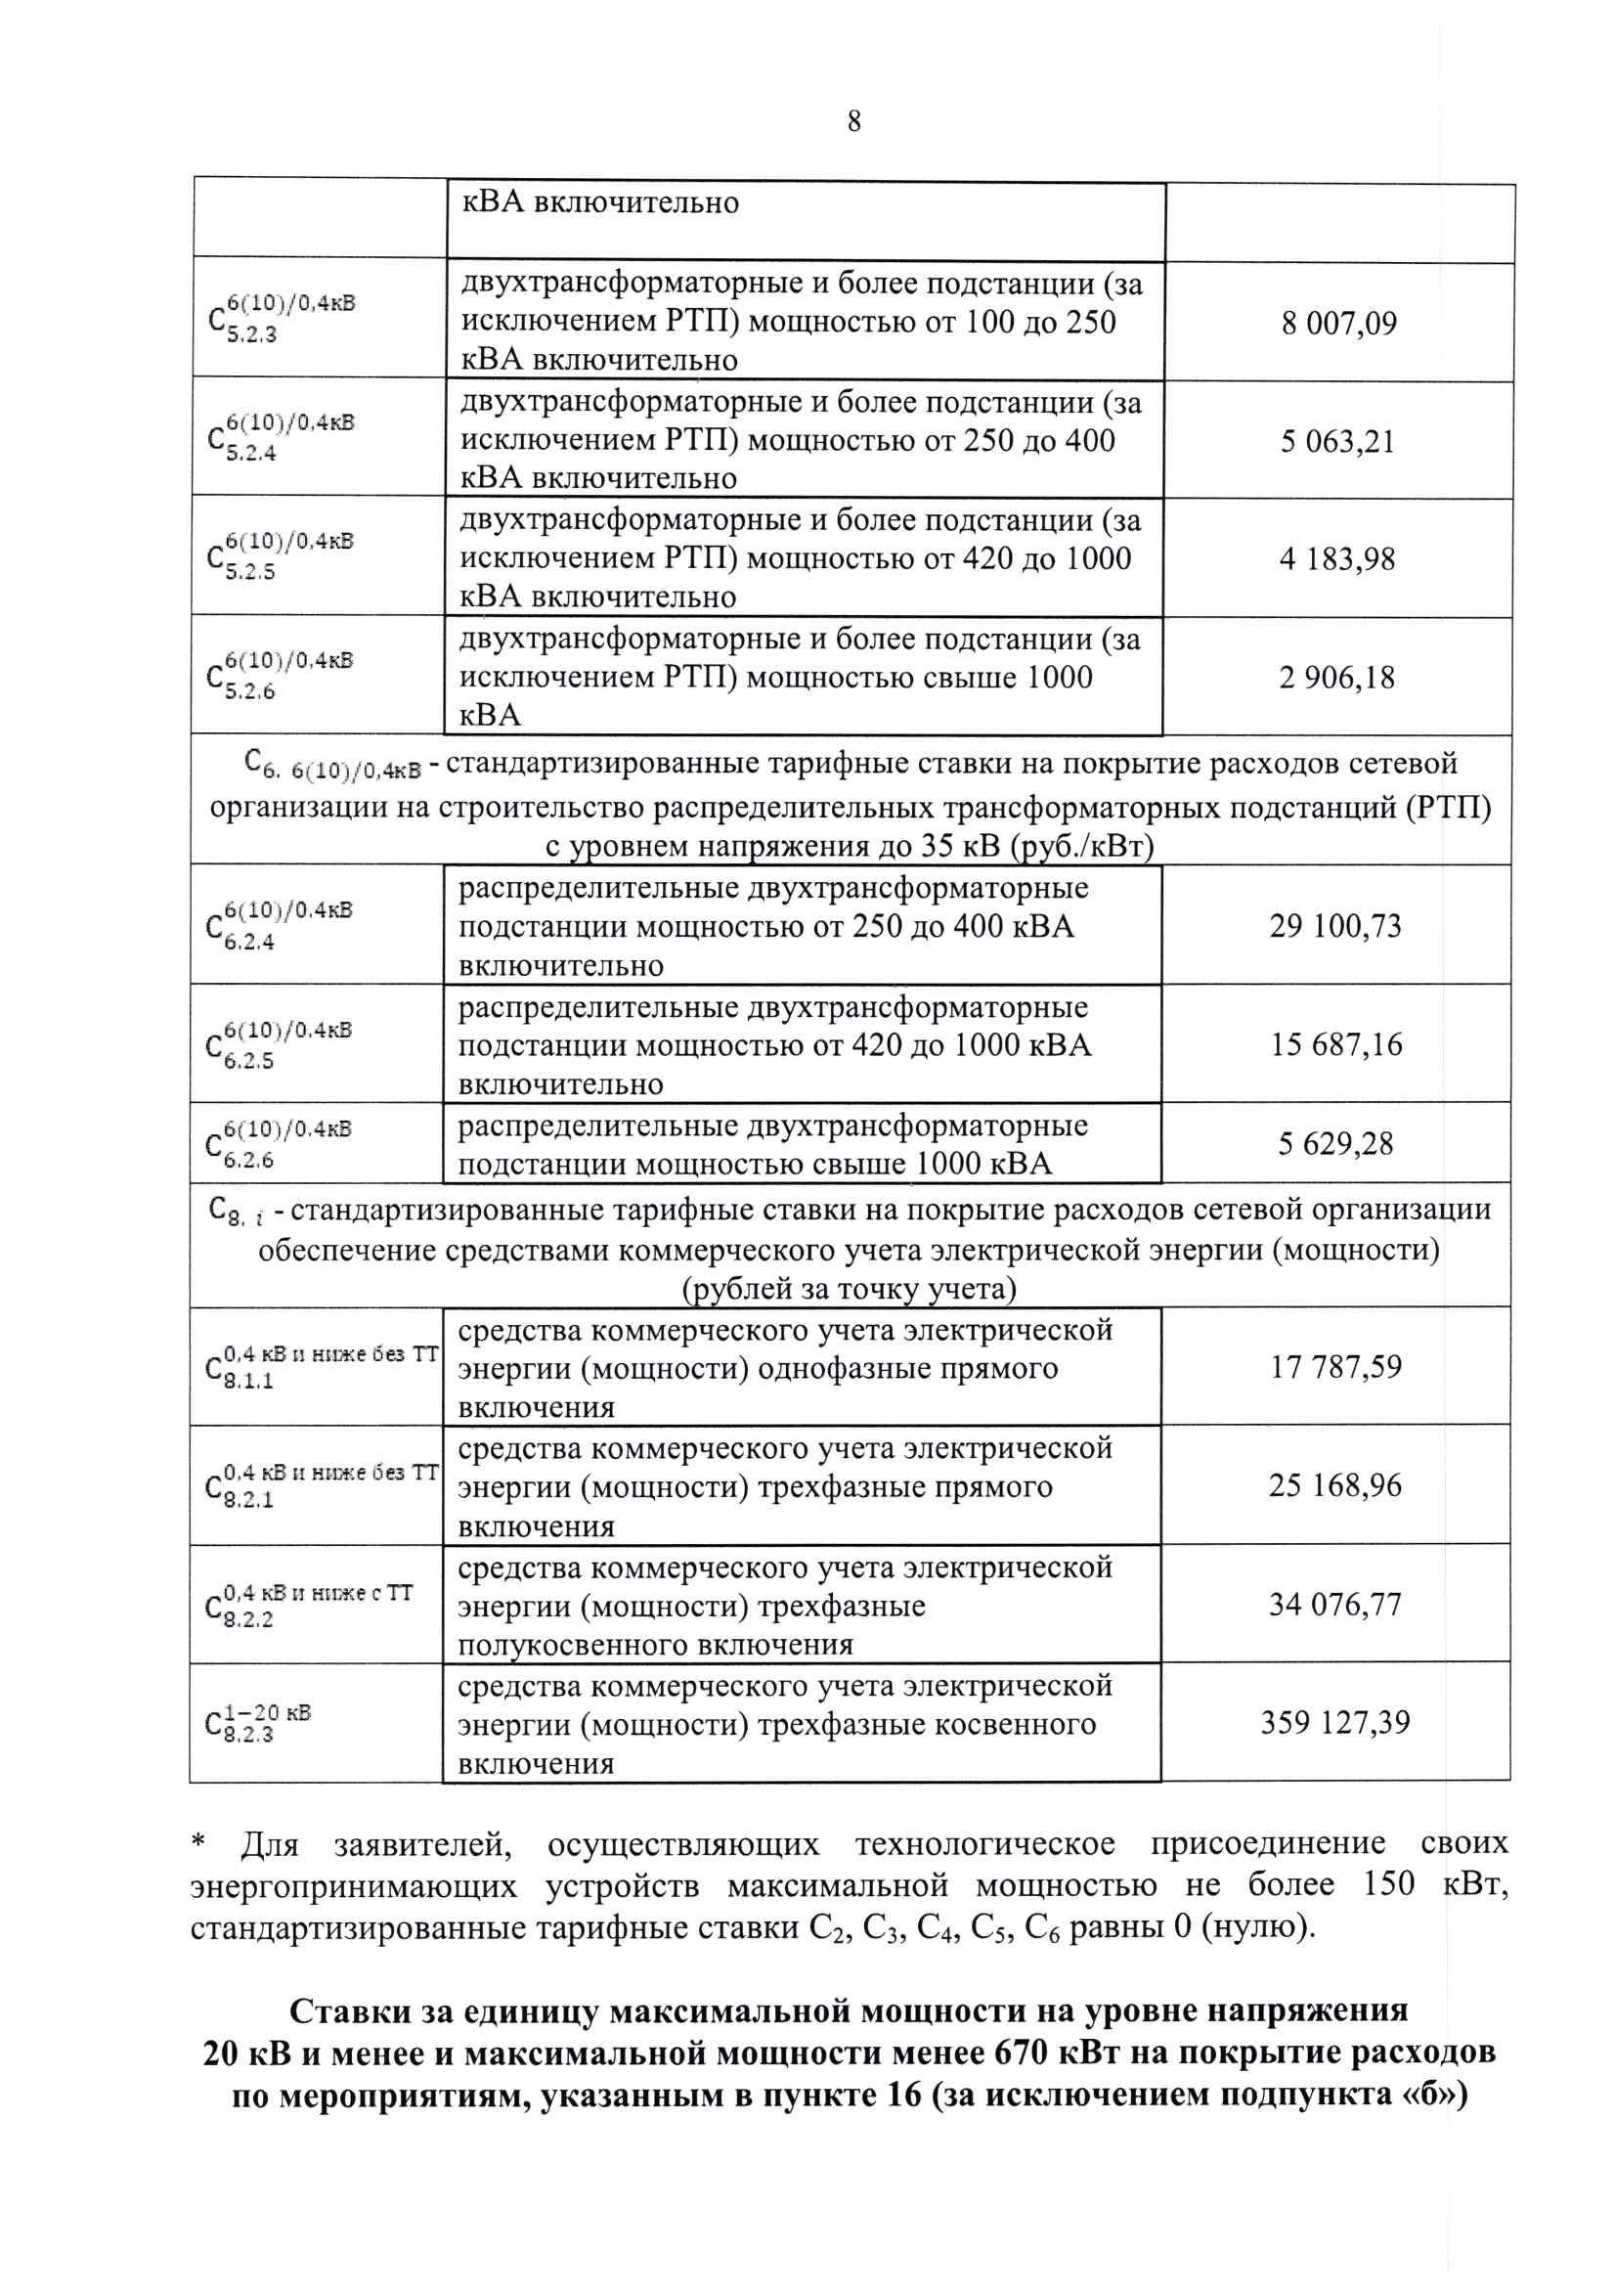 8
кВА включительно
С 6(10)/0,4кВ 5.2.3
двухтрансформаторные и более подстанции (за
исключением РТП) мощностью от 100 до 250
кВА включительно
8 007,09
С 6(10)/0,4кВ 5.2.4
двухтрансформаторные и более подстанции (за
исключением РТП) мощностью от 250 до 400
кВА включительно
5 063,21
С 6(10)/0,4кВ 5.2.5
двухтрансформаторные и более подстанции (за
исключением РТП) мощностью от 420 до 1000
кВА включительно
4 183,98
С 6(10)/0,4кВ 5.2.6
двухтрансформаторные и более подстанции (за
исключением РТП) мощностью свыше 1000
кВА
2 906,18
С6. 6(10)/0,4кВ - стандартизированные тарифные ставки на покрытие расходов сетевой
организации на строительство распределительных трансформаторных подстанций (РТП)
с уровнем напряжения до 35 кВ (руб./кВт)
С 6(10)/0,4кВ 6.2.4
распределительные двухтрансформаторные
подстанции мощностью от 250 до 400 кВА
включительно
29 100,73
С 6(10)/0,4кВ 6.2.5
распределительные двухтрансформаторные
подстанции мощностью от 420 до 1000 кВА
включительно
15 687,16
С 6(10)/0,4кВ 6.2.6
распределительные двухтрансформаторные
подстанции мощностью свыше 1000 кВА
5 629,28
С8. i - стандартизированные тарифные ставки на покрытие расходов сетевой организации
обеспечение средствами коммерческого учета электрической энергии (мощности)
(рублей за точку учета)
С 0,4 кВ и ниже без ТТ 8.1.1
средства коммерческого учета электрической
энергии (мощности) однофазные прямого
включения
17 787,59
С 0,4 кВ и ниже без ТТ 8.2.1
средства коммерческого учета электрической
энергии (мощности) трехфазные прямого
включения
25 168,96
С 0,4 кВ и ниже с ТТ 8.2.2
средства коммерческого учета электрической
энергии (мощности) трехфазные
полукосвенного включения
34 076,77
С 1–20 кВ 8.2.3
средства коммерческого учета электрической
энергии (мощности) трехфазные косвенного
включения
359 127,39
* Для заявителей, осуществляющих технологическое присоединение своих
энергопринимающих устройств максимальной мощностью не более 150 кВт,
стандартизированные тарифные ставки С2, С3, С4, С5, С6 равны 0 (нулю).
Ставки за единицу максимальной мощности на уровне напряжения
20 кВ и менее и максимальной мощности менее 670 кВт на покрытие расходов
по мероприятиям, указанным в пункте 16 (за исключением подпункта «б»)